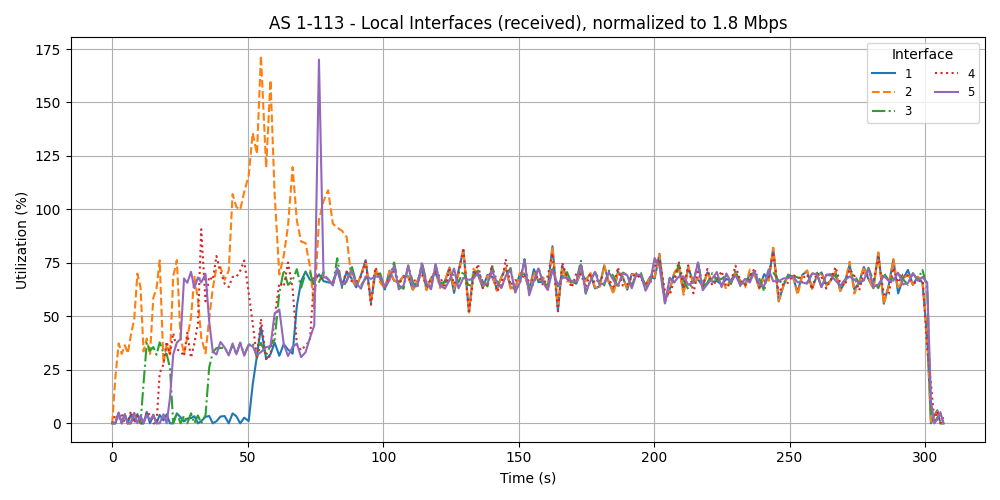 AS 1-113 - Local Interfaces (received), normalized to 1.8 Mbps
Interface
1
2
3
4
5
Utilization (%)
175
150
125
100
75
50
25
0
0 50 100 150 200 250 300
Time (s)